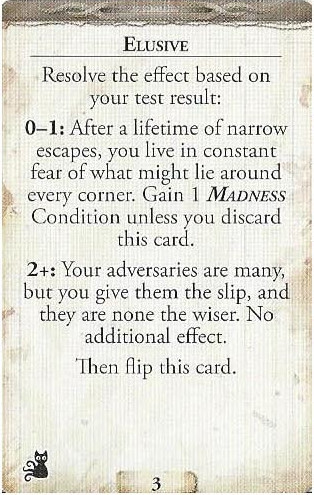 ELUSIVE
Resolve the effect based on
your test result:
0–1: After a lifetime of narrow
escapes, you live in constant
fear of what might lie around
every corner. Gain 1 MADNESS
Condition unless you discard
this card.
2+: Your adversaries are many,
but you give them the slip, and
they are none the wiser. No
additional effect.
Then flip this card.
3